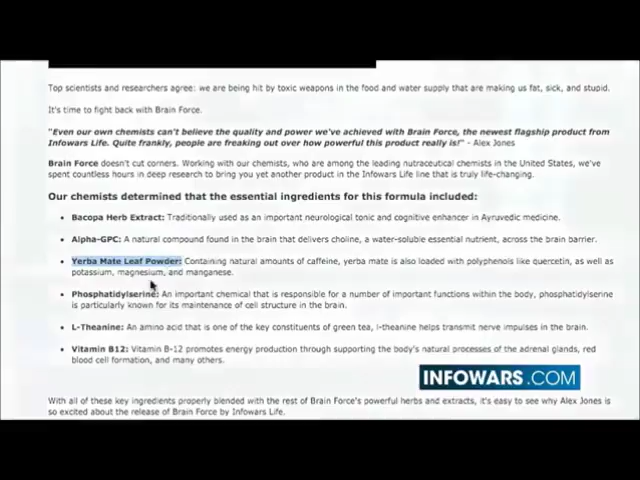 Top scientists and researchers agree: we are being hit by toxic weapons in the food and water supply that are making us fat, sick, and stupid.
It's time to fight back with Brain Force.
"Even our own chemists can't believe the quality and power we've achieved with Brain Force, the newest flagship product from
Infowars Life. Quite frankly, people are freaking out over how powerful this product really is!" - Alex Jones
Brain Force doesn't cut corners. Working with our chemists, who are among the leading nutraceutical chemists in the United States, we've
spent countless hours in deep research to bring you yet another product in the Infowars Life line that is truly life-changing.
Our chemists determined that the essential ingredients for this formula included:
• Bacopa Herb Extract: Traditionally used as an important neurological tonic and cognitive enhancer in Ayruvedic medicine.
• Alpha-GPC: A natural compound found in the brain that delivers choline, a water-soluble essential nutrient, across the brain barrier.
• Yerba Mate Leaf Powder: Containing natural amounts of caffeine, yerba mate is also loaded with polyphenols like quercetin, as well as
potassium, magnesium, and manganese.
• Phosphatidylserine: An important chemical that is responsible for a number of important functions within the body, phosphatidylserine
is particularly known for its maintenance of cell structure in the brain.
• L-Theanine: An amino acid that is one of the key constituents of green tea, l-theanine helps transmit nerve impulses in the brain.
• Vitamin B12: Vitamin B-12 promotes energy production through supporting the body's natural processes of the adrenal glands, red
blood cell formation, and many others.
INFOWARS.COM
With all of these key ingredients properly blended with the rest of Brain Force's powerful herbs and extracts, it's easy to see why Alex Jones
is so excited about the release of Brain Force by Infowars Life.